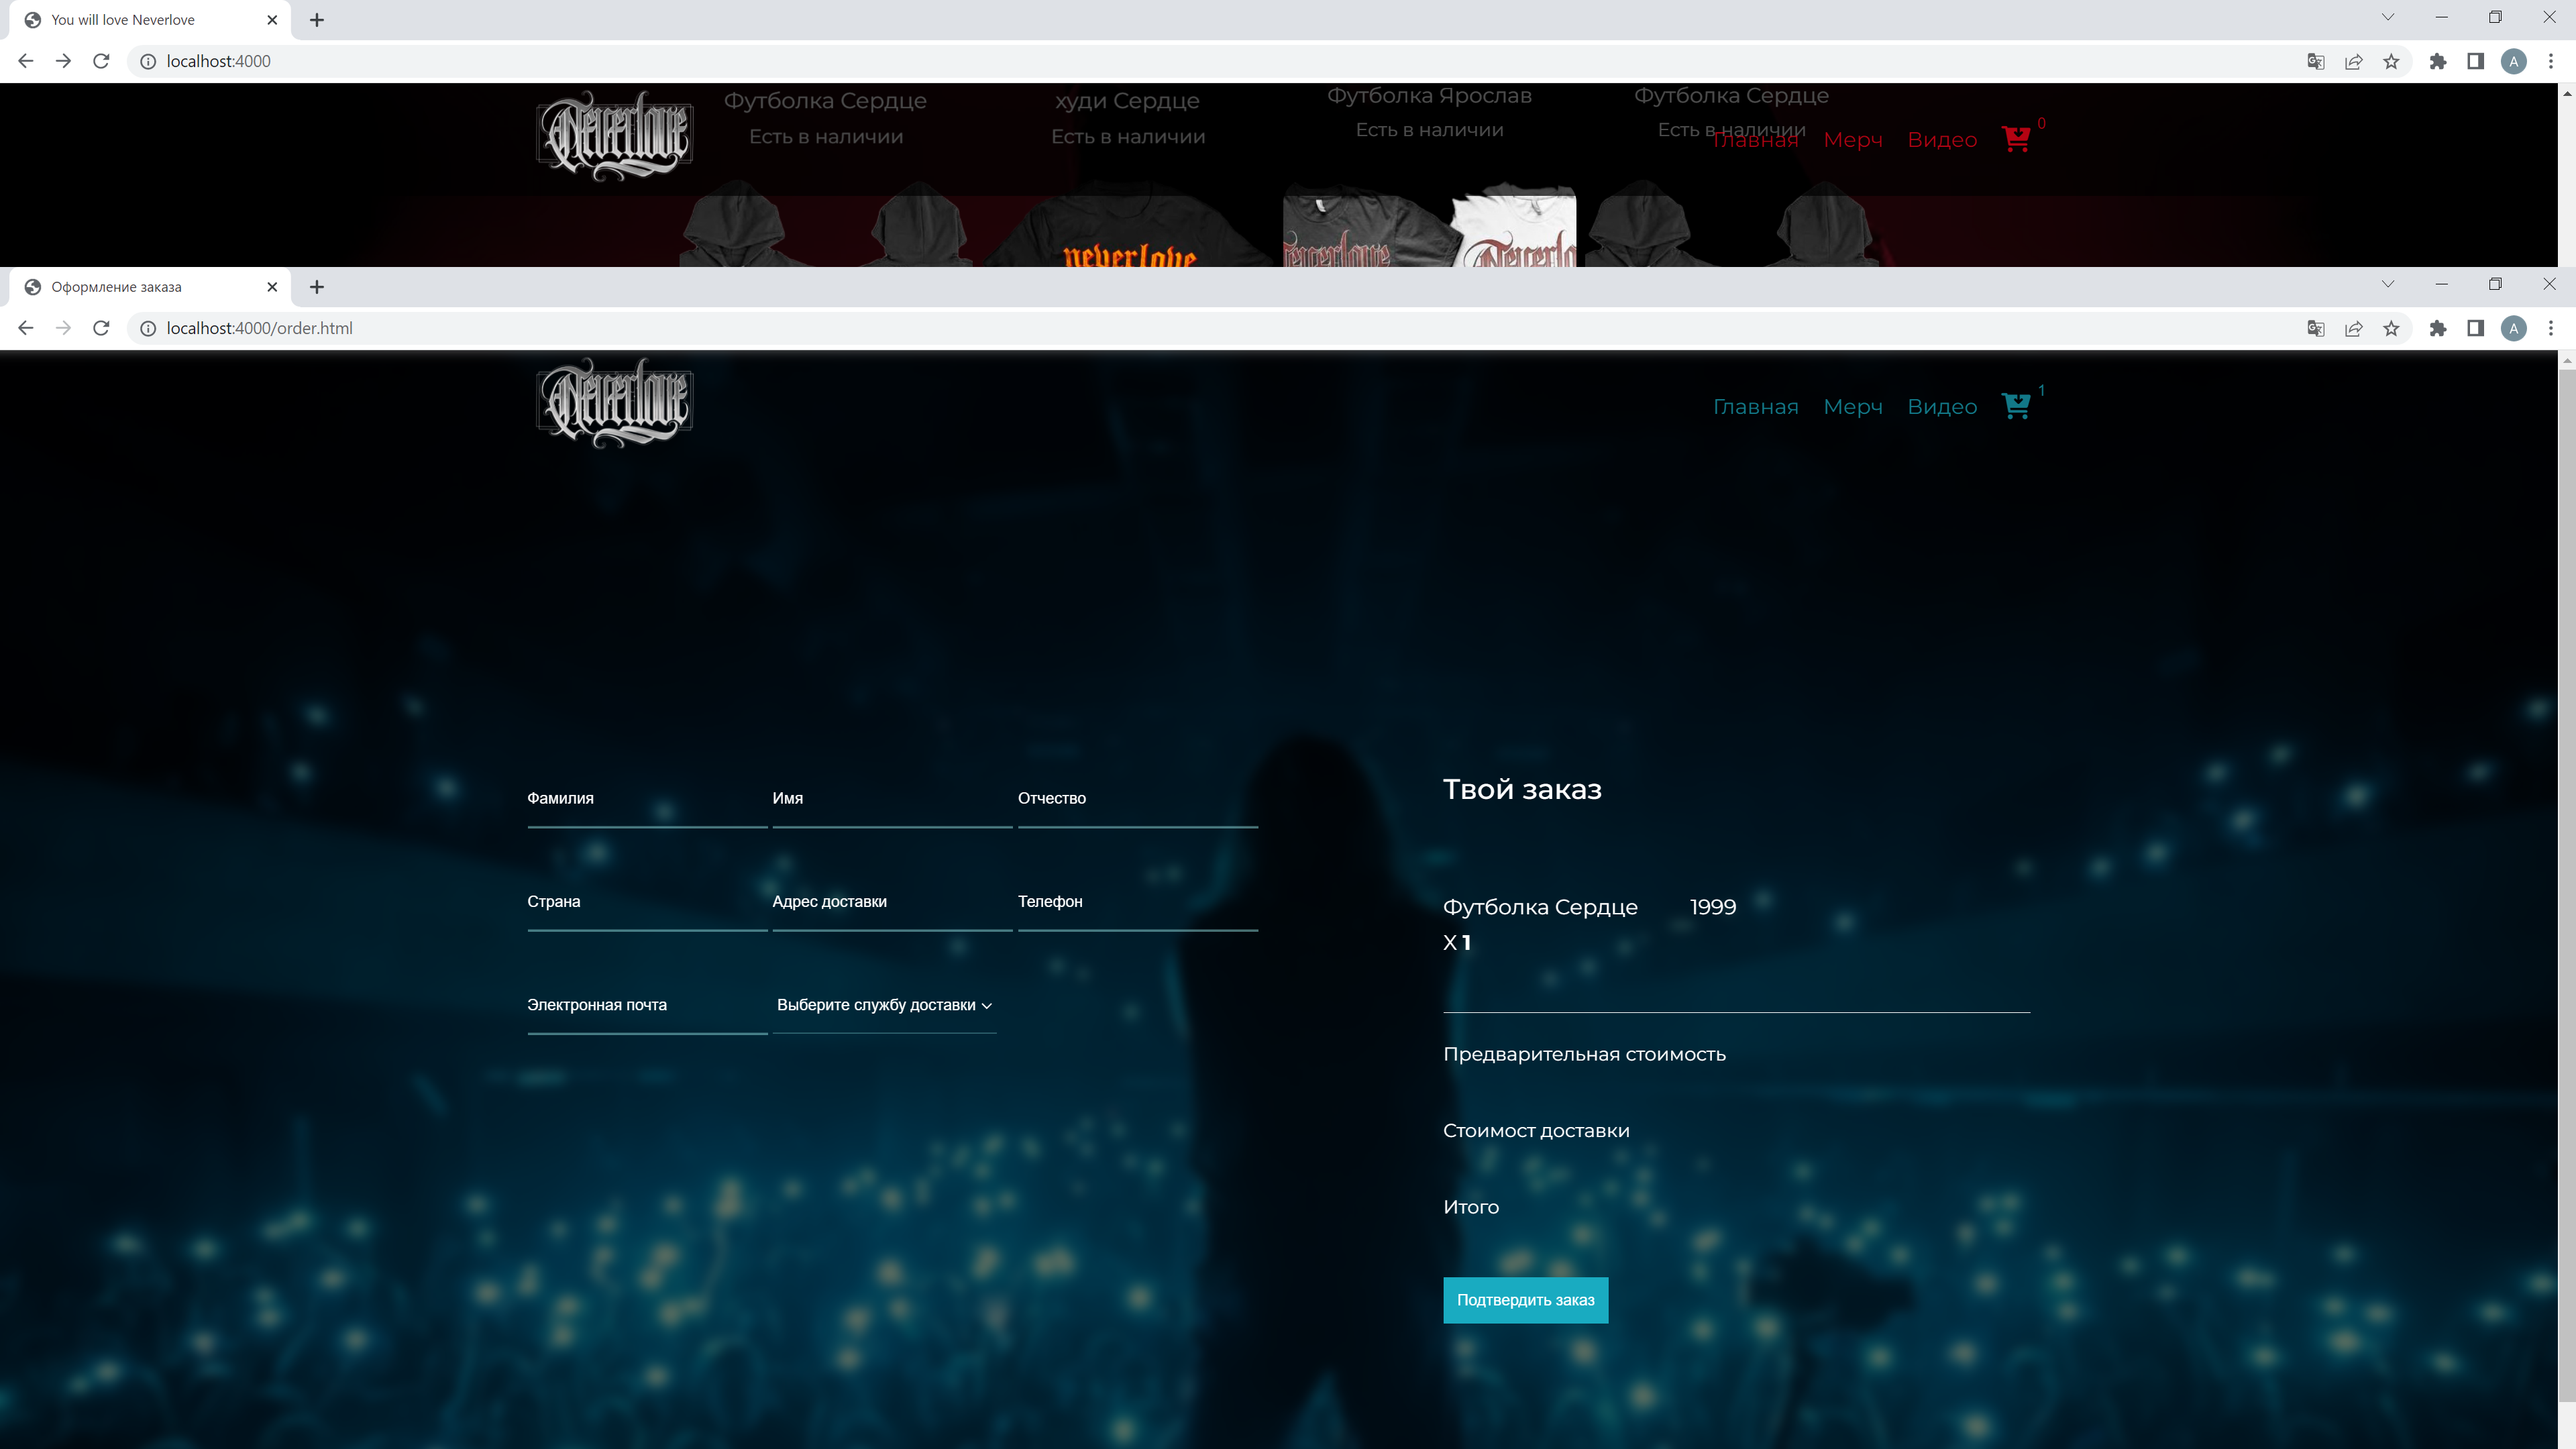 You will love Neverlove
localhost:4000
A
Neverlove
Футболка Сердце
худи Сердце
Футболка Ярослав
Футболка Сердце
Есть в наличии
Есть в наличии
Есть в наличии
Есть в наличии
Главная
Мерч
Видео
0
neverlove
Neverlove
Neverlove
Оформление заказа
localhost:4000/order.html
A
Neverlove
Главная
Мерч
Видео
1
Фамилия
Имя
Отчество
Твой заказ
Страна
Адрес доставки
Телефон
Футболка Сердце 1999
X 1
Электронная почта
Выберите службу доставки
Предварительная стоимость
Стоимост доставки
Итого
Подтвердить заказ